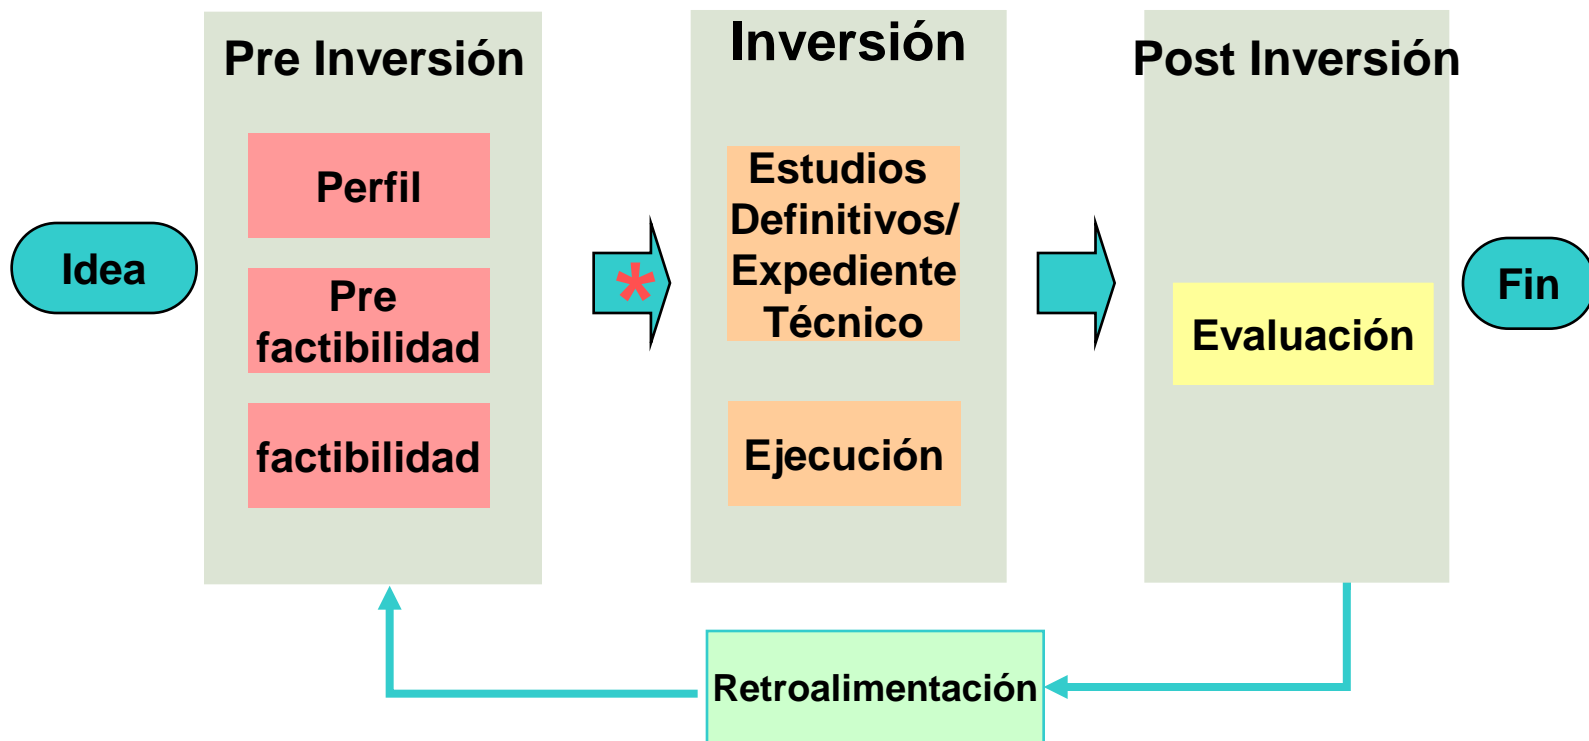 Idea
Pre Inversión
Perfil
Pre
factibilidad
factibilidad
*
Inversión
Estudios
Definitivos/
Expediente
Técnico
Ejecución
Post Inversión
Evaluación
Fin
Retroalimentación